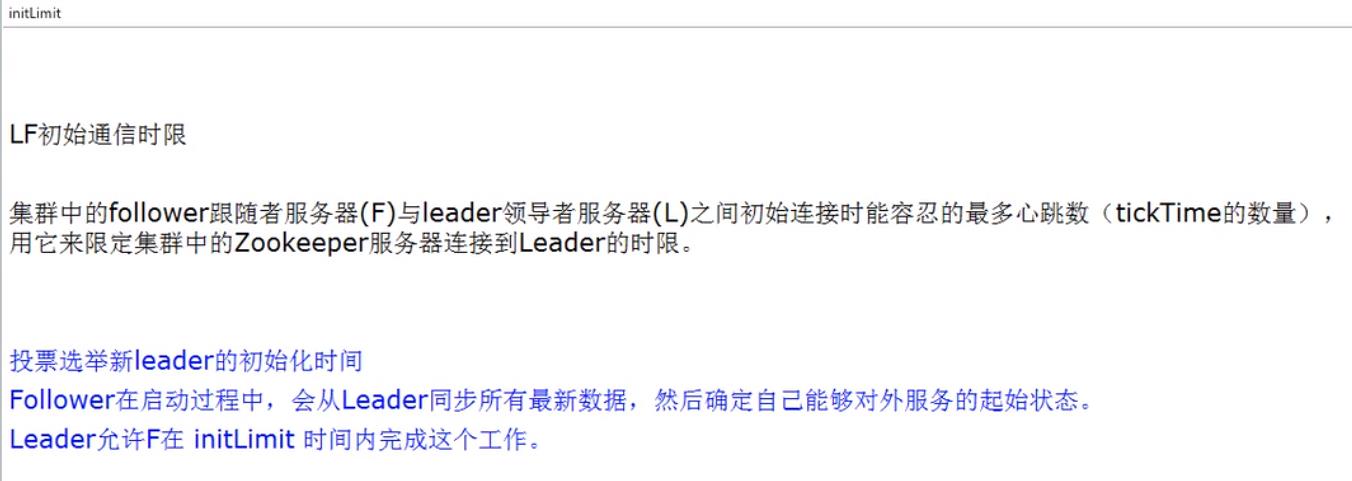 initLimit
LF初始通信时限
集群中的follower跟随者服务器(F)与leader领导者服务器(L)之间初始连接时能容忍的最多心跳数（tickTime的数量），
用它来限定集群中的Zookeeper服务器连接到Leader的时限。
投票选举新leader的初始化时间
Follower在启动过程中，会从Leader同步所有最新数据，然后确定自己能够对外服务的起始状态。
Leader允许F在 initLimit 时间内完成这个工作。